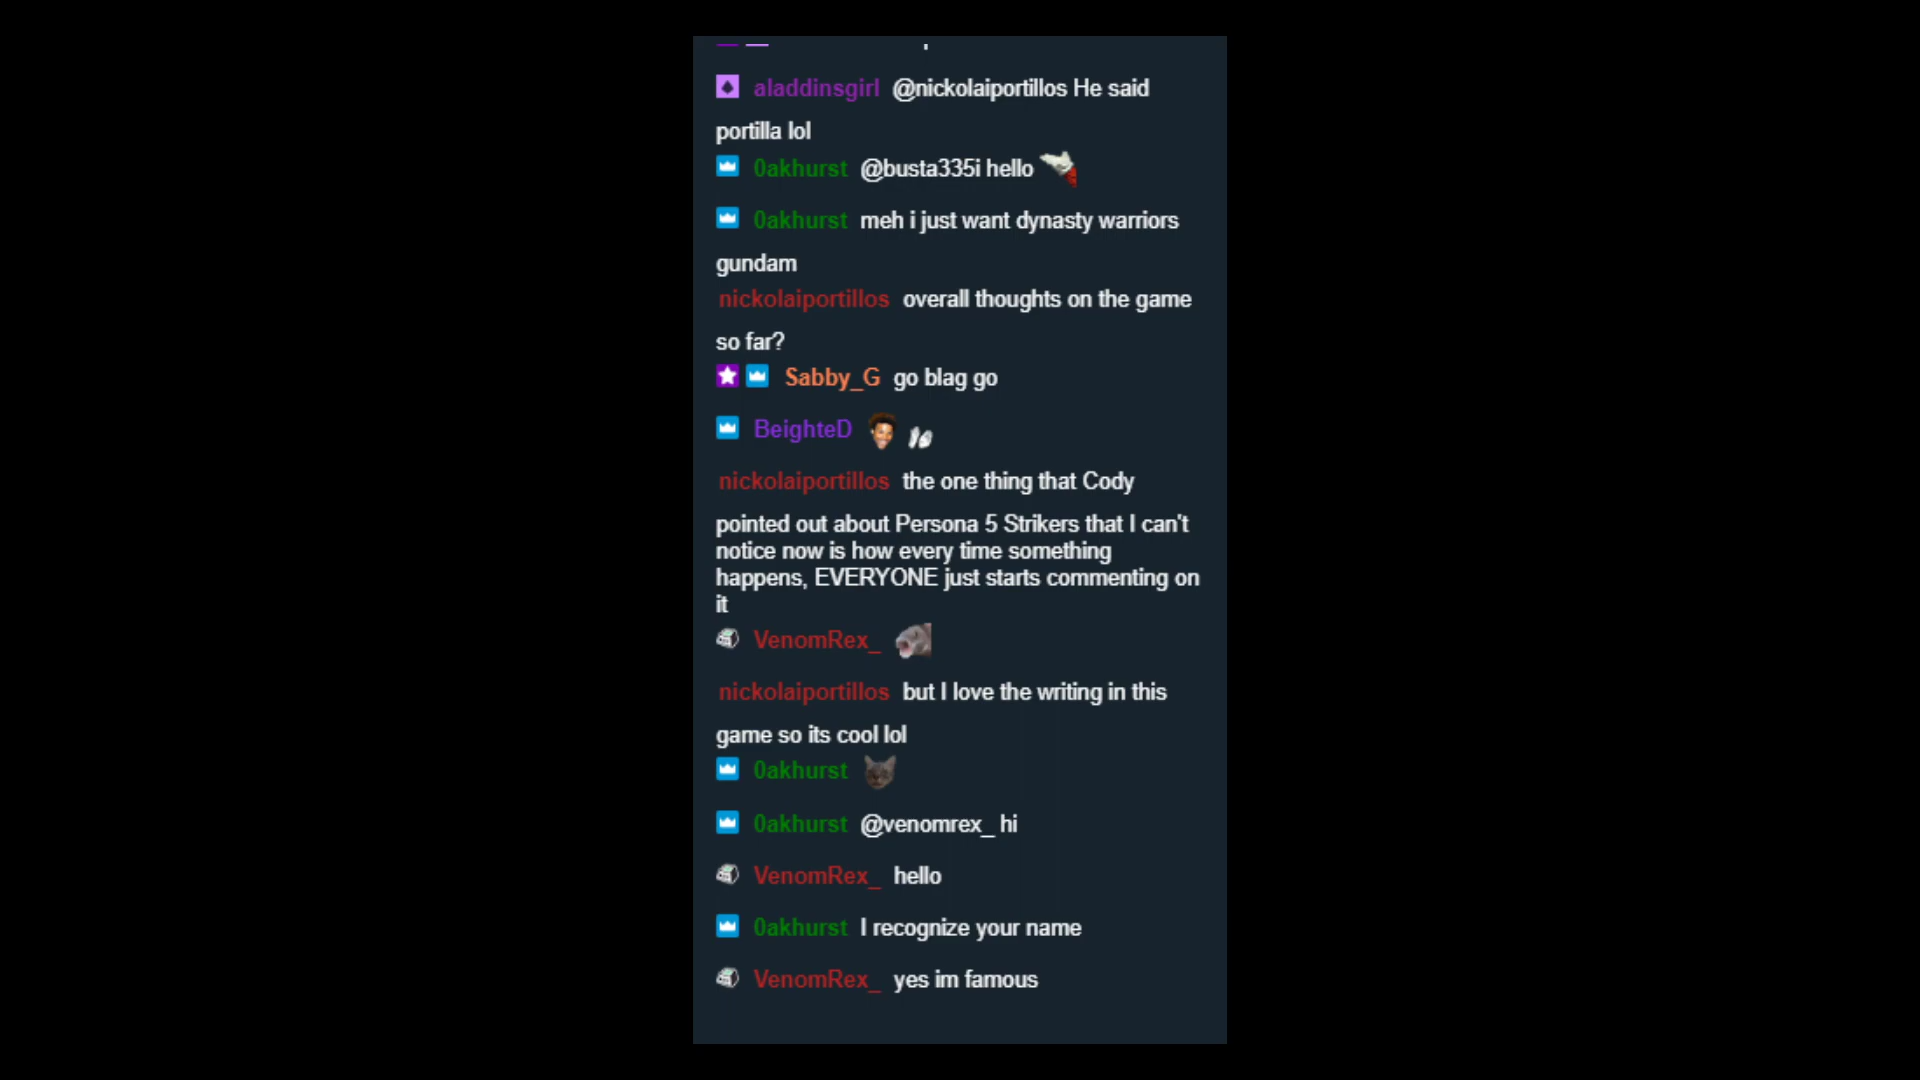 aladdinsgirl @nickolaiportillos He said
portilla lol
0akhurst @busta335i hello
0akhurst meh i just want dynasty warriors
gundam
nickolaiportillos overall thoughts on the game
so far?
Sabby_G go blag go
BeighteD
nickolaiportillos the one thing that Cody
pointed out about Persona 5 Strikers that I can't
notice now is how every time something
happens, EVERYONE just starts commenting on
it
VenomRex_
nickolaiportillos but I love the writing in this
game so its cool lol
0akhurst
0akhurst @venomrex_ hi
VenomRex_ hello
0akhurst I recognize your name
VenomRex_ yes im famous